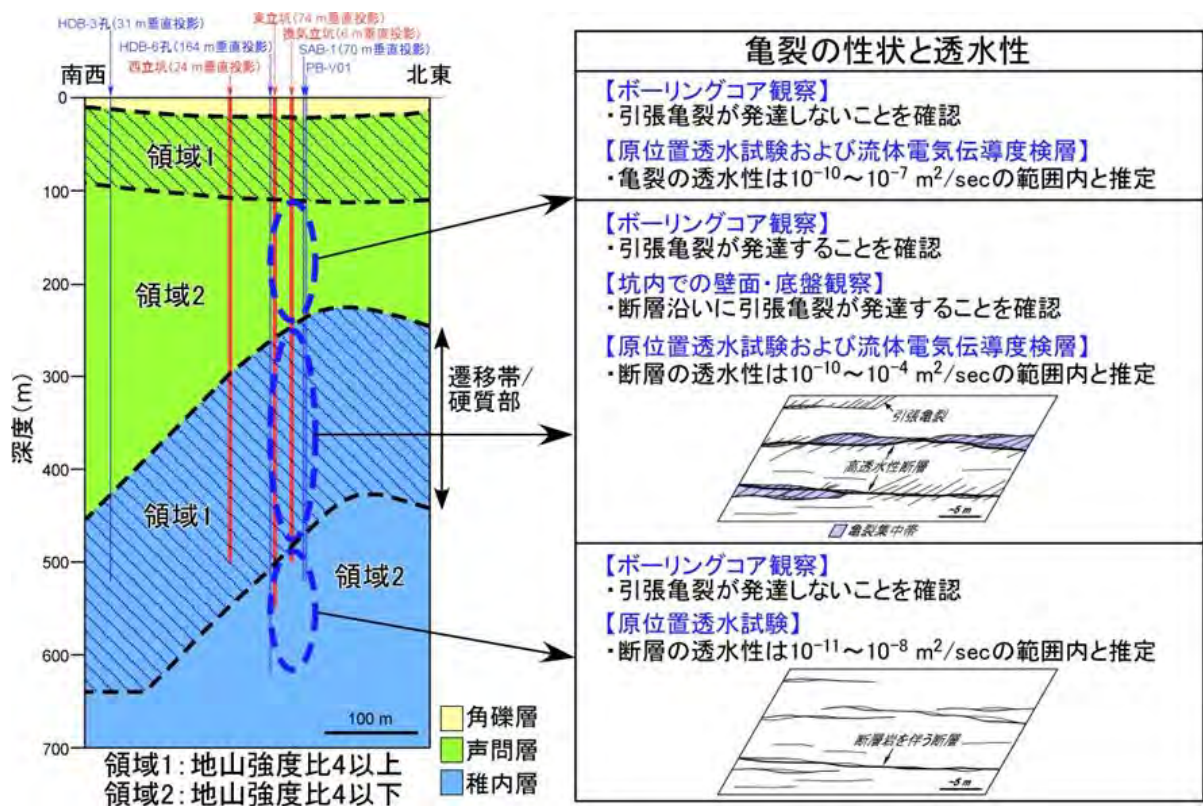 HDB-3孔(31 m垂直投影)
東立坑(74 m垂直投影)
換気立坑(6 m垂直投影)
HDB-6孔(164 m垂直投影)
SAB-1(70 m垂直投影)
西立坑(24 m垂直投影)
PB-V01
南西
北東
0
100
200
300
400
500
600
700
深度(m)
領域1
領域2
領域1
領域2
遷移帯/
硬質部
100 m
角礫層
声問層
稚内層
領域1:地山強度比4以上
領域2:地山強度比4以下
亀裂の性状と透水性
【ボーリングコア観察】
・引張亀裂が発達しないことを確認
【原位置透水試験および流体電気伝導度検層】
・亀裂の透水性は10⁻¹⁰~10⁻⁷ m²/secの範囲内と推定
【ボーリングコア観察】
・引張亀裂が発達することを確認
【坑内での壁面・底盤観察】
・断層沿いに引張亀裂が発達することを確認
【原位置透水試験および流体電気伝導度検層】
・断層の透水性は10⁻¹⁰~10⁻⁴ m²/secの範囲内と推定
引張亀裂
高透水性断層
~5 m
亀裂集中帯
【ボーリングコア観察】
・引張亀裂が発達しないことを確認
【原位置透水試験】
・断層の透水性は10⁻¹¹~10⁻⁸ m²/secの範囲内と推定
断層岩を伴う断層
~5 m